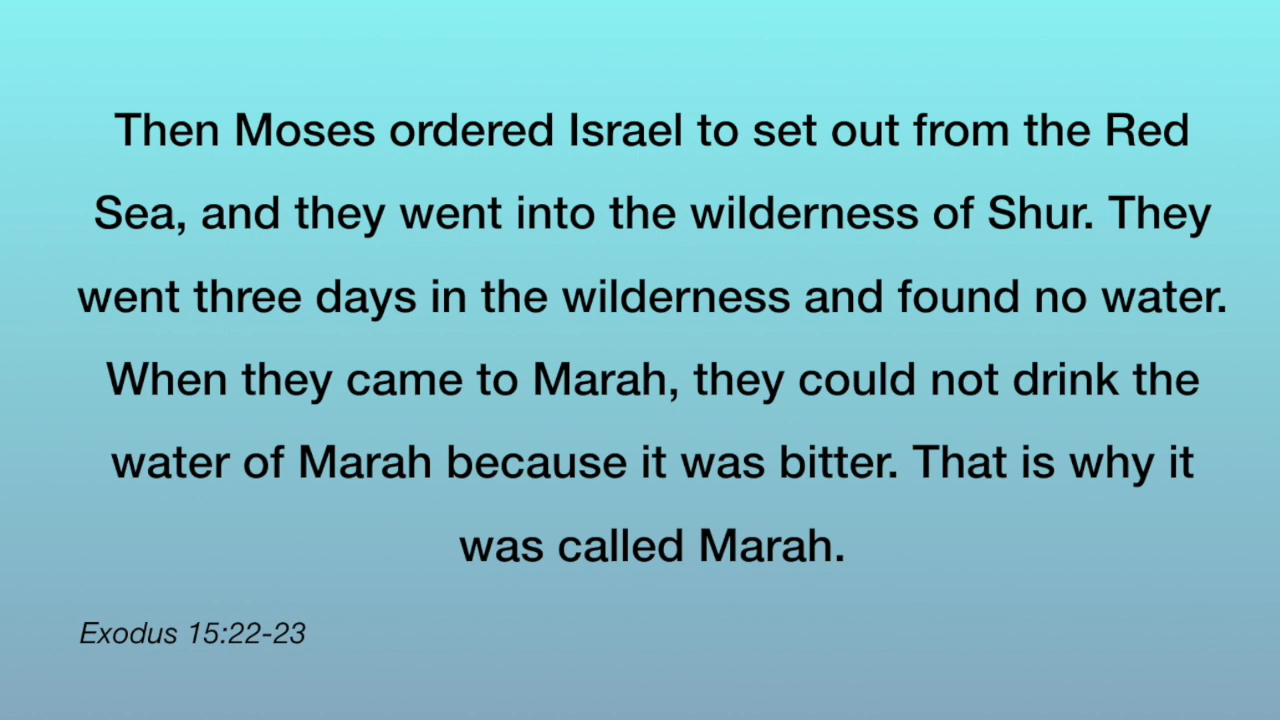 Then Moses ordered Israel to set out from the Red
Sea, and they went into the wilderness of Shur. They
went three days in the wilderness and found no water.
When they came to Marah, they could not drink the
water of Marah because it was bitter. That is why it
was called Marah.
Exodus 15:22-23